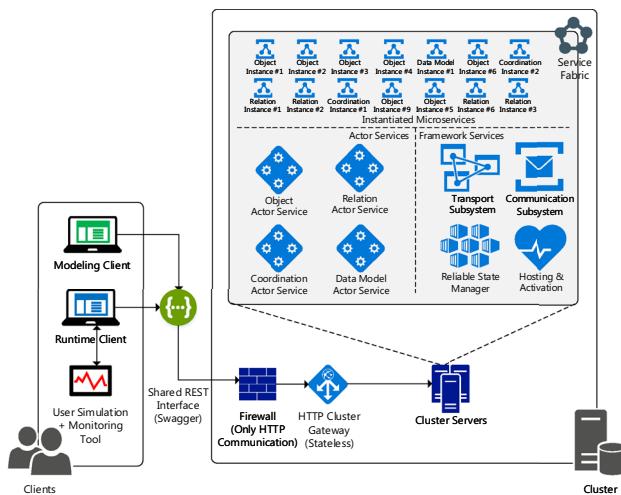 Service
Fabric
Object
Instance #1
Object
Instance #2
Object
Instance #3
Object
Instance #4
Data Model
Instance #1
Object
Instance #6
Coordination
Instance #2
Relation
Instance #1
Relation
Instance #2
Coordination
Instance #1
Object
Instance #9
Object
Instance #5
Relation
Instance #6
Relation
Instance #3
Instantiated Microservices
Actor Services
Framework Services
Object
Actor Service
Relation
Actor Service
Transport
Subsystem
Communication
Subsystem
Coordination
Actor Service
Data Model
Actor Service
Reliable State
Manager
Hosting &
Activation
Modeling Client
Runtime Client
{...}
User Simulation
+ Monitoring
Tool
Shared REST
Interface
(Swagger)
Firewall
(Only HTTP
Communication)
HTTP Cluster
Gateway
(Stateless)
Cluster Servers
Clients
Cluster